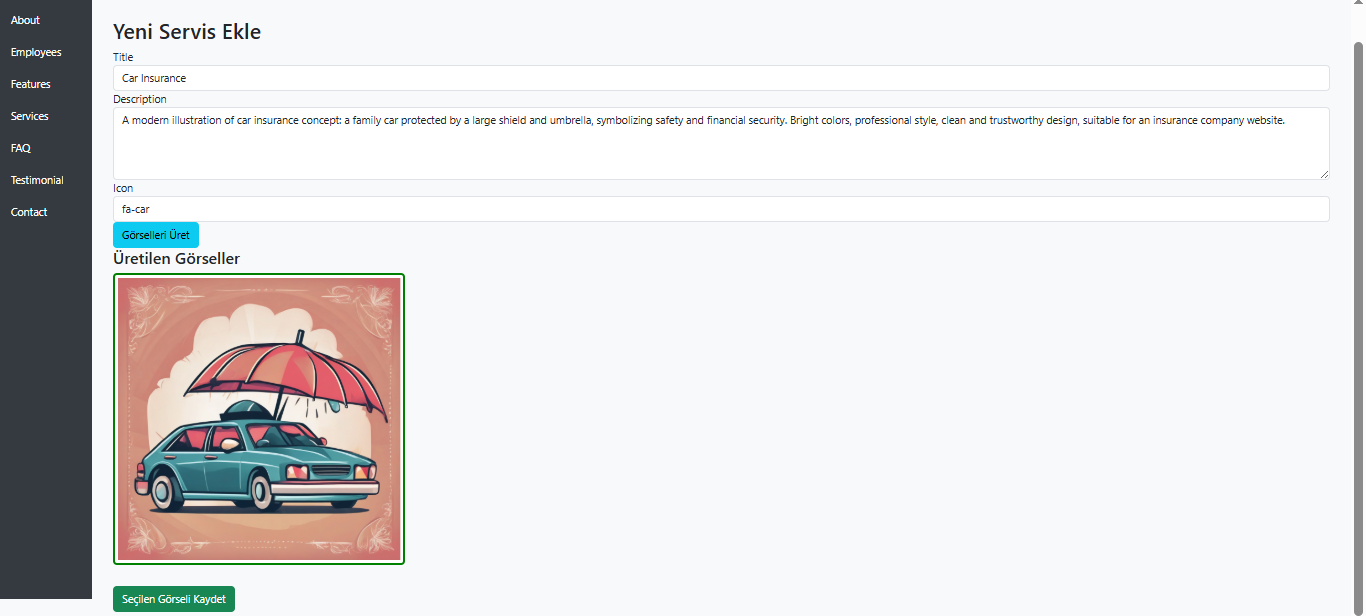 About
Employees
Features
Services
FAQ
Testimonial
Contact
Yeni Servis Ekle
Title
Car Insurance
Description
A modern illustration of car insurance concept: a family car protected by a large shield and umbrella, symbolizing safety and financial security. Bright colors, professional style, clean and trustworthy design, suitable for an insurance company website.
Icon
fa-car
Görselleri Üret
Üretilen Görseller
Seçilen Görseli Kaydet